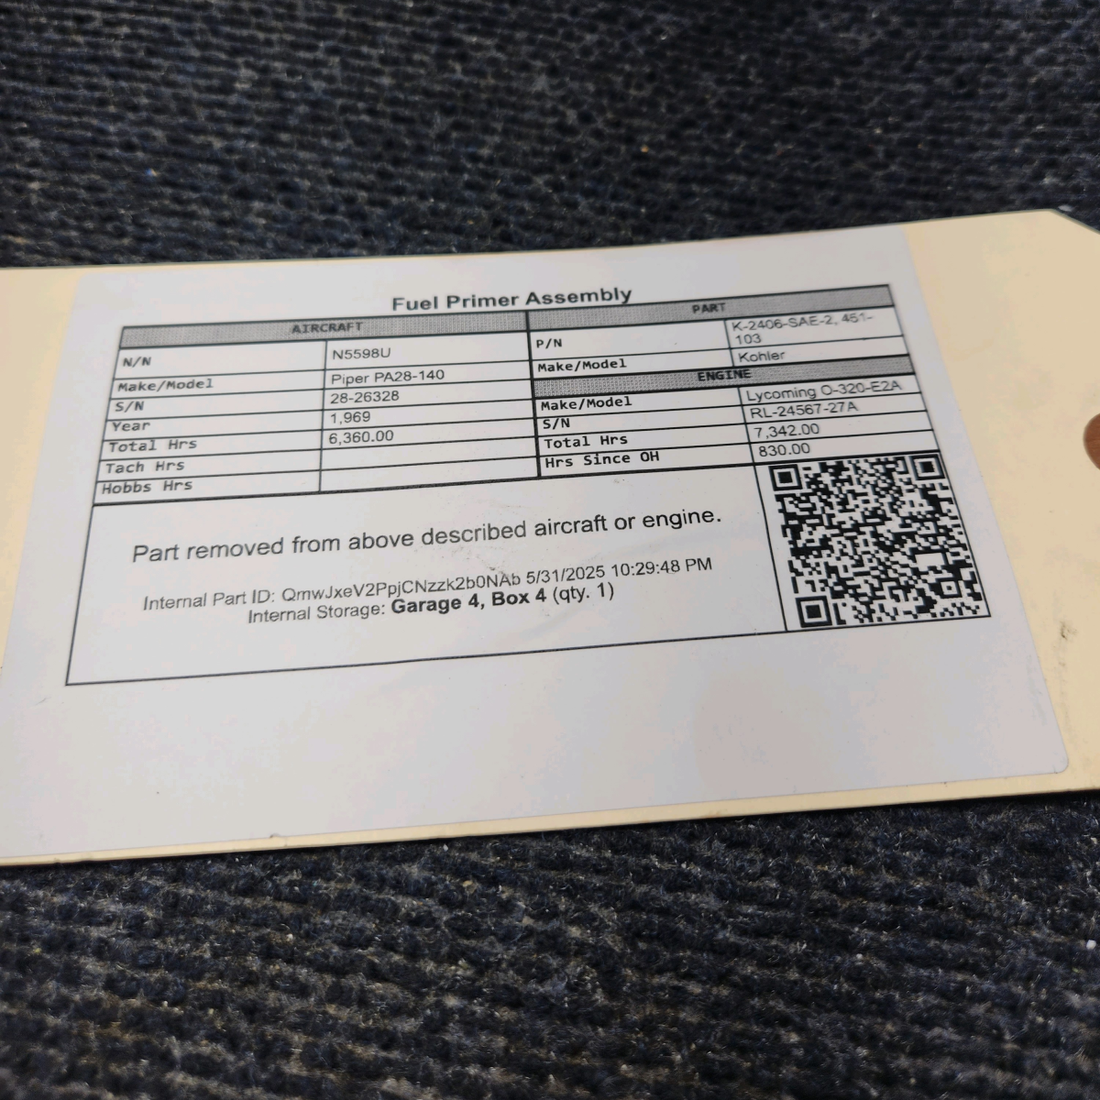 Fuel Primer Assembly
AIRCRAFT
N/N N5598U
Make/Model Piper PA28-140
S/N 28-26328
Year 1,969
Total Hrs 6,360.00
Tach Hrs
Hobbs Hrs
PART
P/N K-2406-SAE-2, 451-
103
Make/Model Kohler
ENGINE
Make/Model Lycoming O-320-E2A
S/N RL-24567-27A
Total Hrs 7,342.00
Hrs Since OH 830.00
Part removed from above described aircraft or engine.
Internal Part ID: QmwJxeV2PpjCNzzk2b0NAb 5/31/2025 10:29:48 PM
Internal Storage: Garage 4, Box 4 (qty. 1)